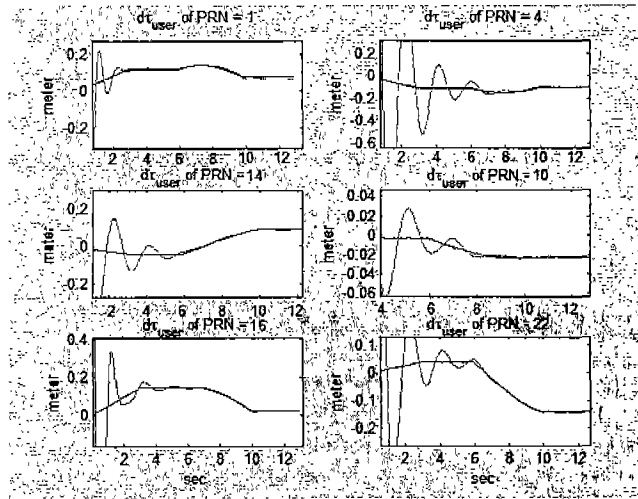 dτuser of PRN = 1
dτuser of PRN = 4
meter
0.2
0
-0.2
2 4 6 8 10 12
0.2
0
-0.2
-0.4
-0.6
2 4 6 8 10 12
dτuser of PRN = 14
dτuser of PRN = 10
meter
0.2
0
-0.2
2 4 6 8 10 12
meter
0.04
0.02
0
0.02
0.04
0.06
4 6 8 10 12
dτuser of PRN = 16
dτuser of PRN = 22
meter
0.4
0.2
0
2 4 6 8 10 12
sec
meter
0.1
0
-0.1
-0.2
2 4 6 8 10 12
sec